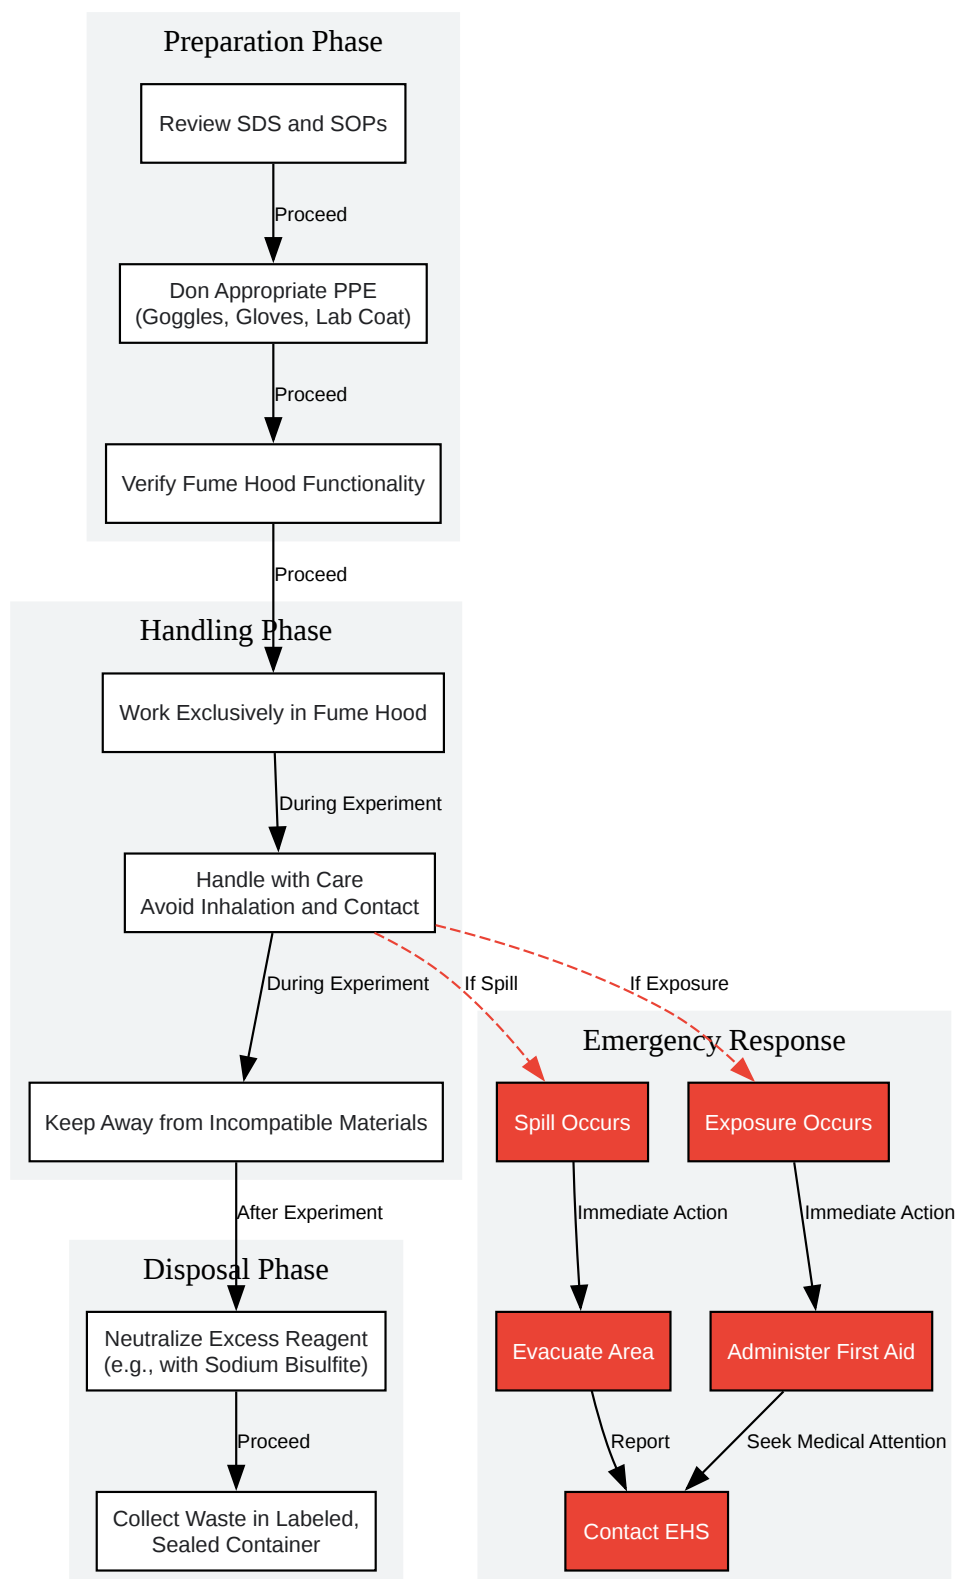 Preparation Phase
Review SDS and SOPs
Proceed
Don Appropriate PPE
(Goggles, Gloves, Lab Coat)
Proceed
Verify Fume Hood Functionality
Proceed
Handling Phase
Work Exclusively in Fume Hood
During Experiment
Handle with Care
Avoid Inhalation and Contact
During Experiment
If Spill
If Exposure
Keep Away from Incompatible Materials
Emergency Response
Spill Occurs
Exposure Occurs
After Experiment
Immediate Action
Immediate Action
Disposal Phase
Neutralize Excess Reagent
(e.g., with Sodium Bisulfite)
Evacuate Area
Administer First Aid
Proceed
Report
Seek Medical Attention
Collect Waste in Labeled,
Sealed Container
Contact EHS